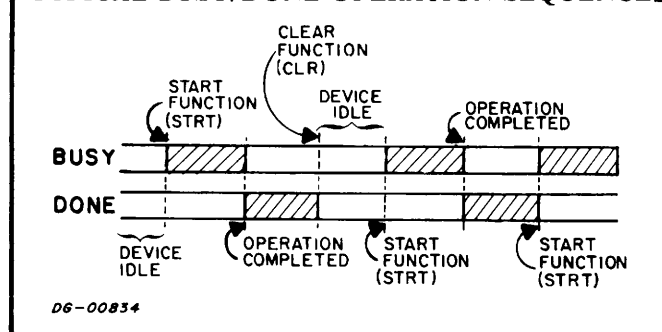 CLEAR
FUNCTION
(CLR)
START
FUNCTION
(STRT)
DEVICE
IDLE
OPERATION
COMPLETED
BUSY
DONE
DEVICE
IDLE
OPERATION
COMPLETED
START
FUNCTION
(STRT)
START
FUNCTION
(STRT)
DG-00834